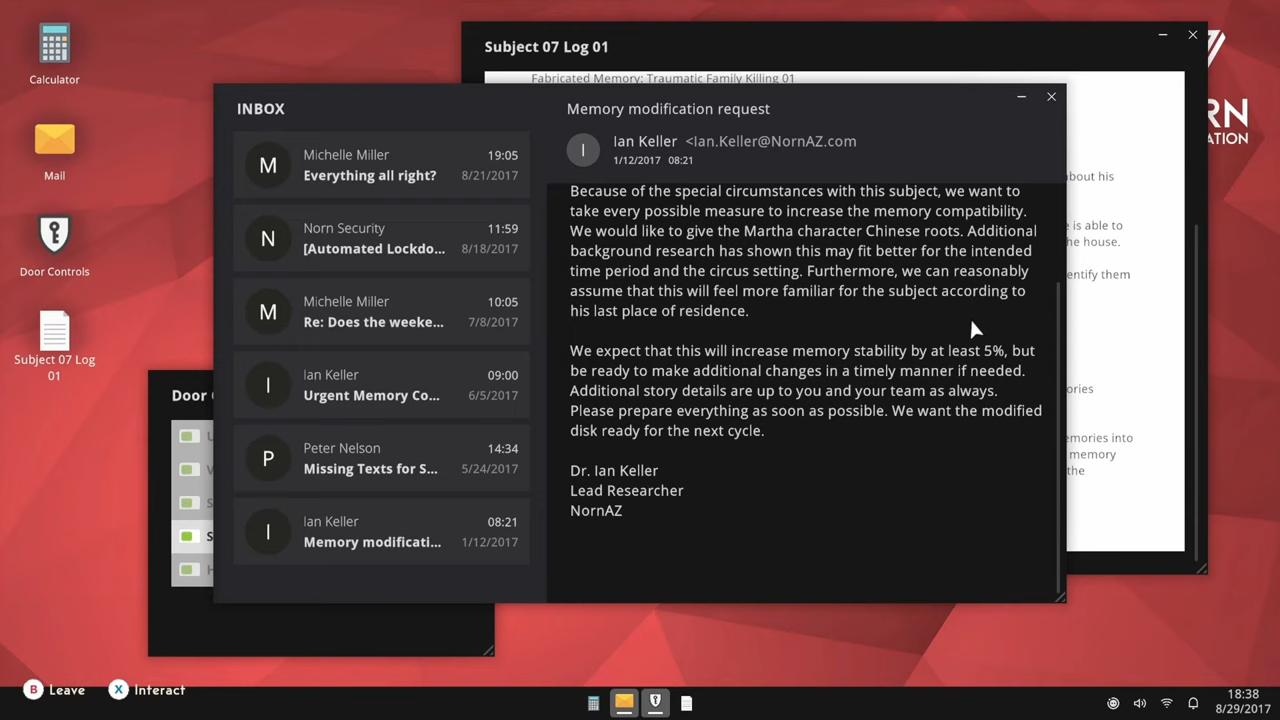 Calculator
Mail
Door Controls
Subject 07 Log
01
Subject 07 Log 01
Fabricated Memory: Traumatic Family Killing 01
about his
is able to
the house.
entify them
emories into
memory
the
INBOX
Michelle Miller 19:05
Everything all right? 8/21/2017
Norn Security 11:59
[Automated Lockdo... 8/18/2017
Michelle Miller 10:05
Re: Does the weeke... 7/8/2017
Ian Keller 09:00
Urgent Memory Co... 6/5/2017
Peter Nelson 14:34
Missing Texts for S... 5/24/2017
Ian Keller 08:21
Memory modificati... 1/12/2017
Memory modification request
Ian Keller <Ian.Keller@NornAZ.com
1/12/2017 08:21
Because of the special circumstances with this subject, we want to
take every possible measure to increase the memory compatibility.
We would like to give the Martha character Chinese roots. Additional
background research has shown this may fit better for the intended
time period and the circus setting. Furthermore, we can reasonably
assume that this will feel more familiar for the subject according to
his last place of residence.
We expect that this will increase memory stability by at least 5%, but
be ready to make additional changes in a timely manner if needed.
Additional story details are up to you and your team as always.
Please prepare everything as soon as possible. We want the modified
disk ready for the next cycle.
Dr. Ian Keller
Lead Researcher
NornAZ
Door
B Leave X Interact
18:38
8/29/2017